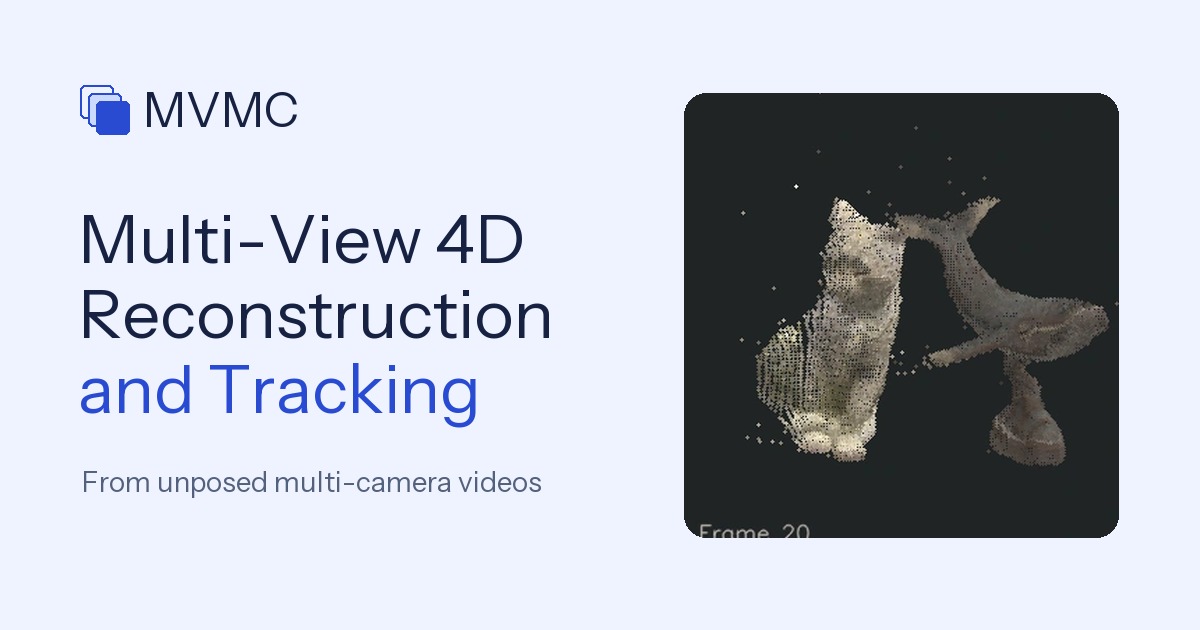 MVMC
Multi-View 4D
Reconstruction
and Tracking
From unposed multi-camera videos
Frame 20